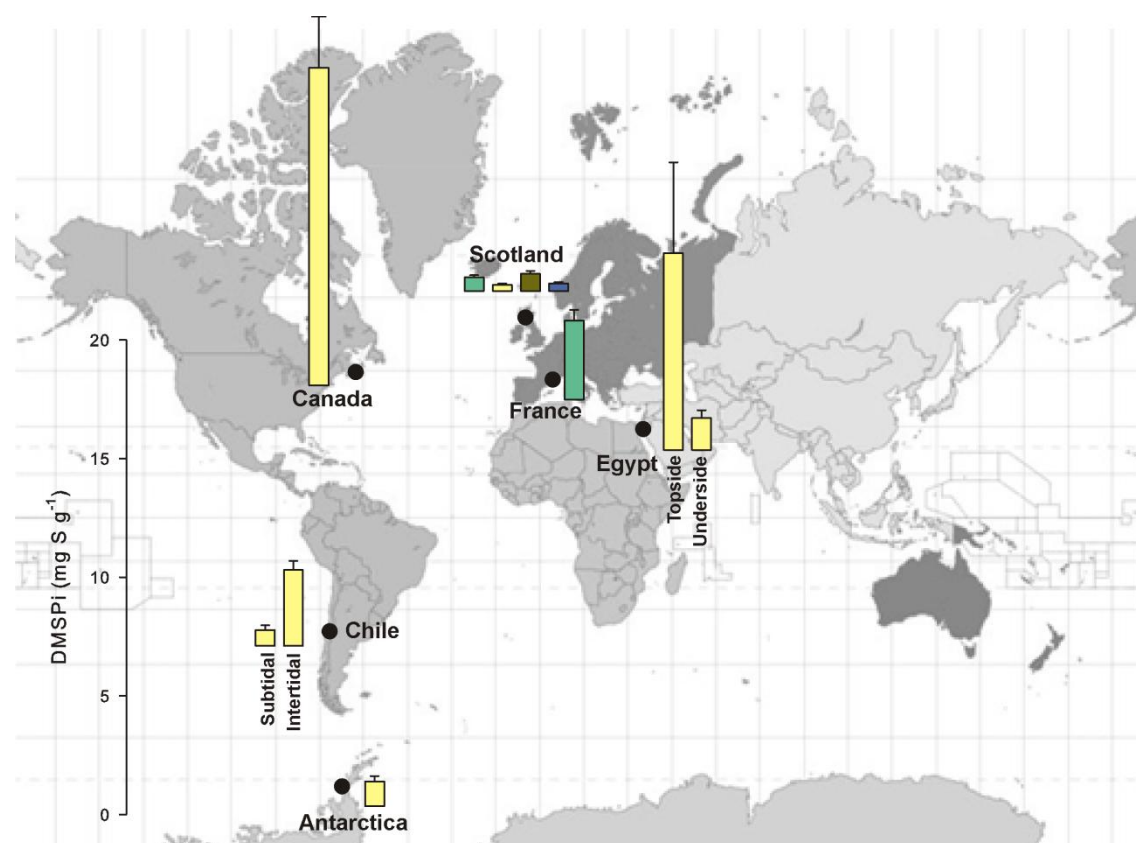 Scotland
20
Canada
France
Egypt
Topside
Underside
15
DMSPi (mg S g⁻¹)
10
Chile
Subtidal
Intertidal
5
0
Antarctica